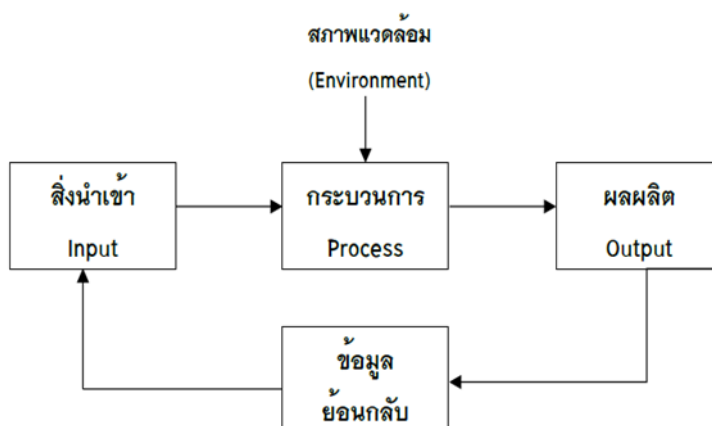 สภาพแวดล้อม
(Environment)
สิ่งนำเข้า
Input
กระบวนการ
Process
ผลผลิต
Output
ข้อมูล
ย้อนกลับ